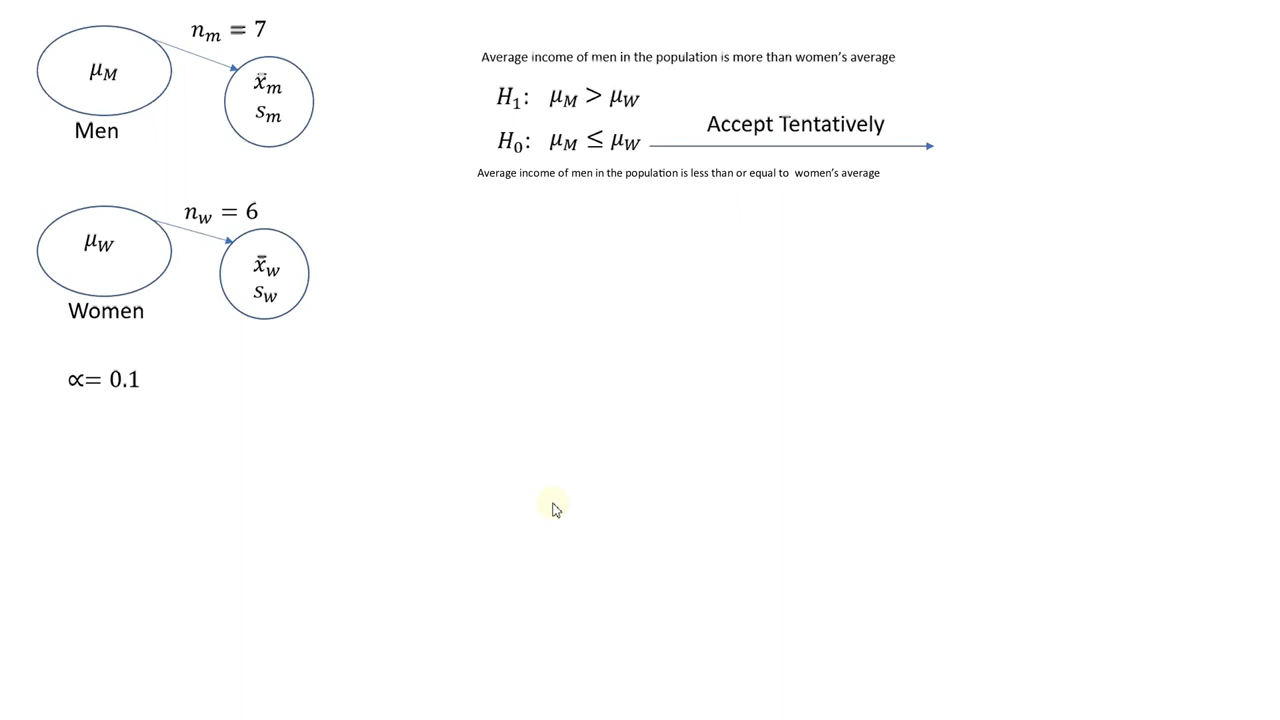 n_m = 7
μ_M
x̄_m
s_m
Men
n_w = 6
μ_W
x̄_w
s_w
Women
∝= 0.1
Average income of men in the population is more than women's average
H₁: μ_M > μ_W
Accept Tentatively
H₀: μ_M ≤ μ_W
Average income of men in the population is less than or equal to women's average